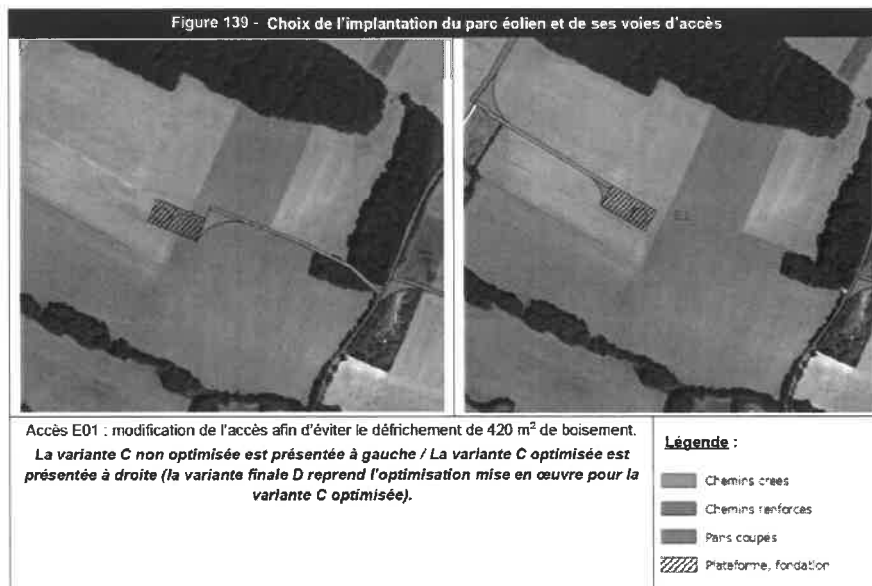 Figure 139 - Choix de l'implantation du parc éolien et de ses voies d'accès
Accès E01 : modification de l'accès afin d'éviter le défrichement de 420 m² de boisement.
La variante C non optimisée est présentée à gauche / La variante C optimisée est
présentée à droite (la variante finale D reprend l'optimisation mise en œuvre pour la
variante C optimisée).
Légende :
Chemins créés
Chemins renforcés
Pans coupés
Plateforme, fondation